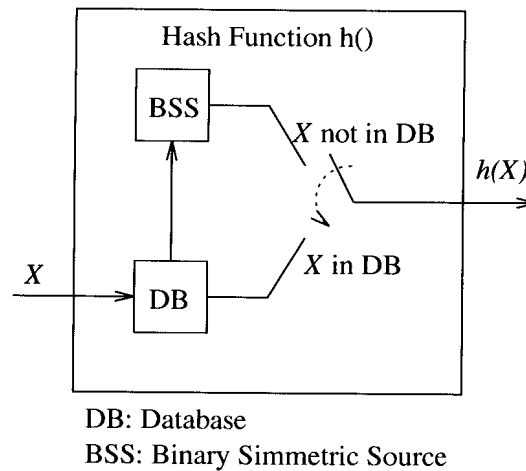 Hash Function h()
BSS
X not in DB
h(X)
X in DB
X
DB
DB: Database
BSS: Binary Simmetric Source